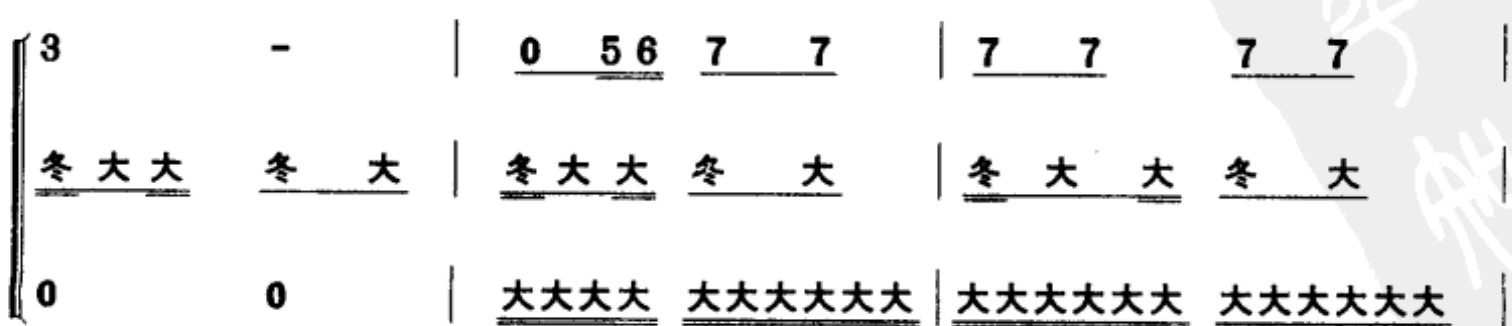 3 - | 0 5 6 7 7 | 7 7 7 7 |
冬 大 大 冬 大 | 冬 大 大 冬 大 | 冬 大 大 冬 大 |
0 0 | 大大大大 大大大大大大 | 大大大大大大 大大大大大大 |